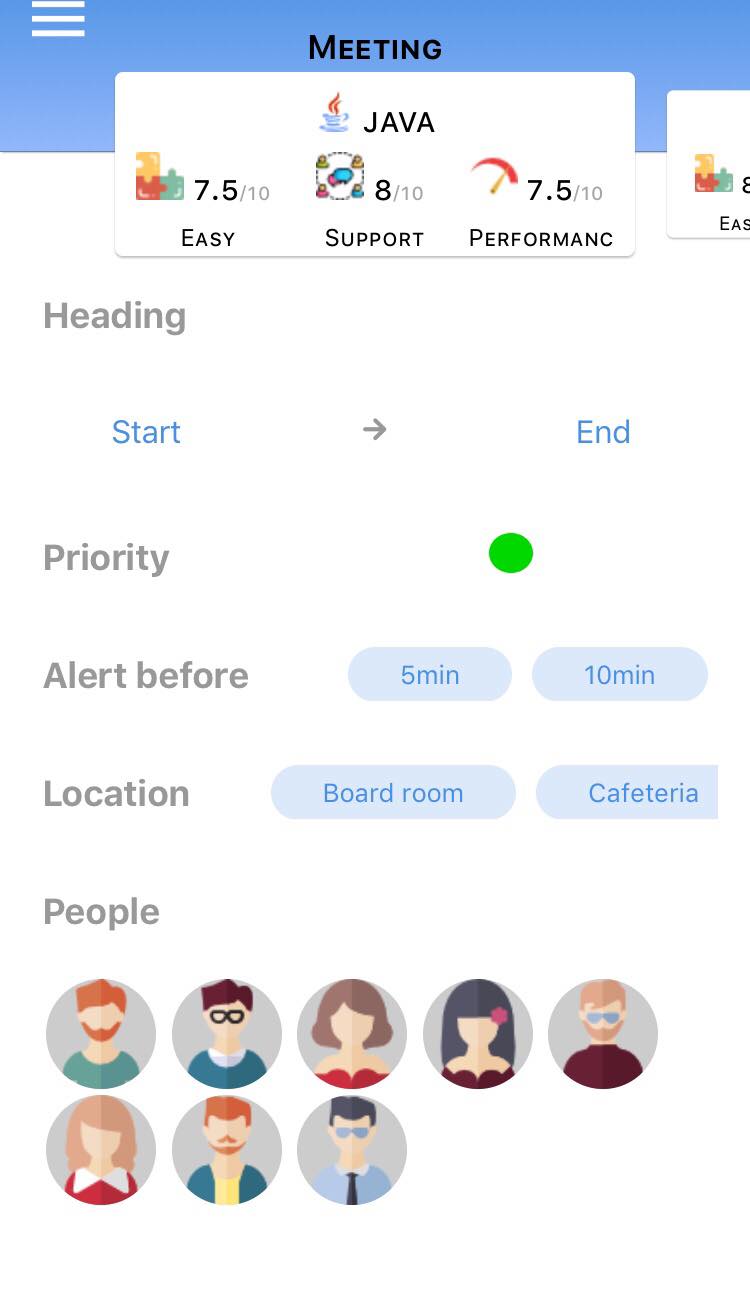 MEETING
JAVA
7.5/10 8/10 7.5/10
EASY SUPPORT PERFORMANC
8
EAS
Heading
Start → End
Priority
Alert before 5min 10min
Location Board room Cafeteria
People